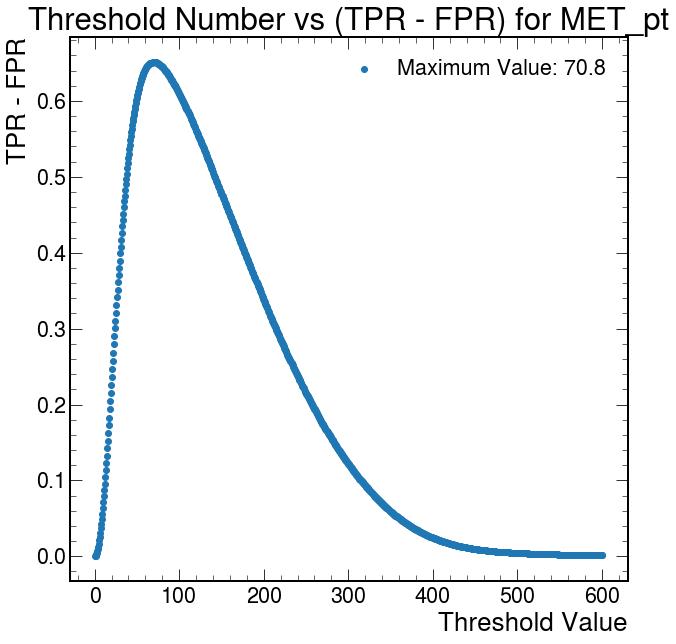 Threshold Number vs (TPR - FPR) for MET_pt
TPR - FPR
Maximum Value: 70.8
0.6
0.5
0.4
0.3
0.2
0.1
0.0
0 100 200 300 400 500 600
Threshold Value